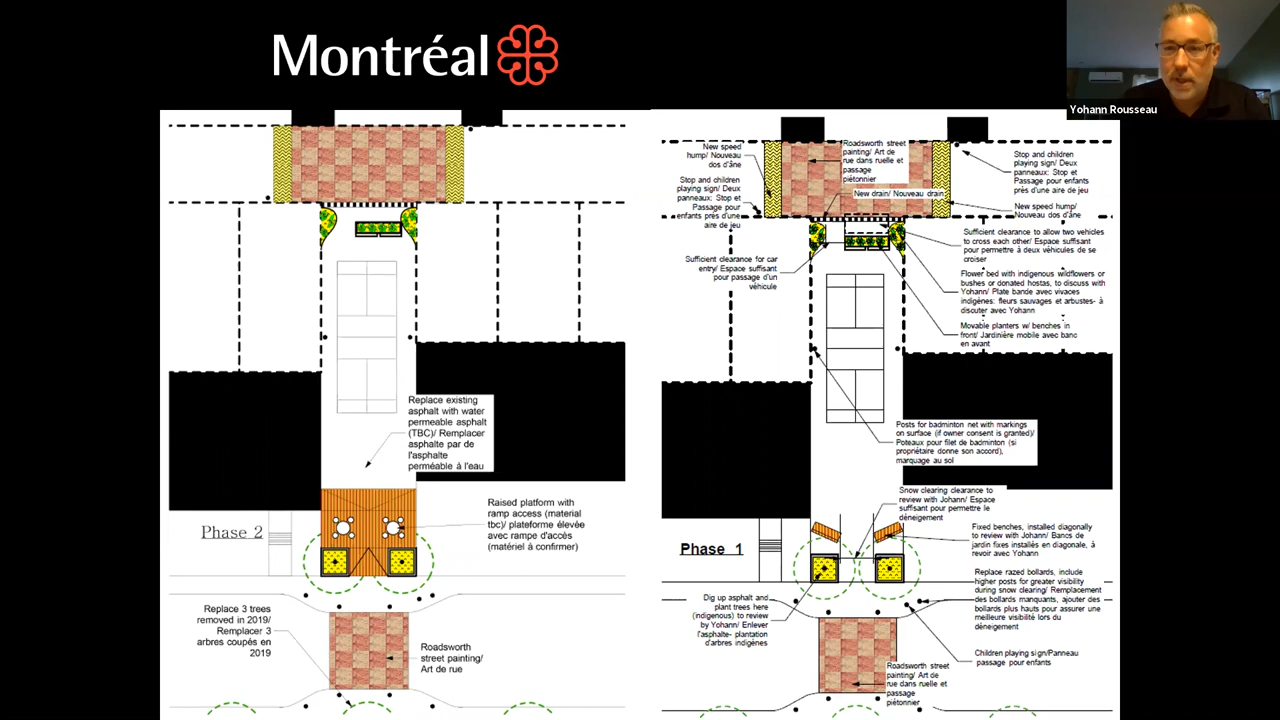 Montréal
Yohann Rousseau
Replace existing
asphalt with water
permeable asphalt
(TBC)/ Remplacer
asphalte par de
l'asphalte
perméable à l'eau
Raised platform with
ramp access (material
tbc)/ plateforme élevée
avec rampe d'accès
(matériel à confirmer)
Phase 2
Replace 3 trees
removed in 2019/
Remplacer 3
arbres coupés en
2019
Roadsworth
street painting/
Art de rue
New speed
hump/ Nouveau
dos d'âne
Stop and children
playing sign/ Deux
panneaux: Stop et
Passage pour
enfants près d'une
aire de jeu
Roadsworth street
painting/ Art de
rue dans ruelle et
passage
piétonnier
New drain/ Nouveau drain
Stop and children
playing sign/ Deux
panneaux: Stop et
Passage pour enfants
près d'une aire de jeu
New speed hump/
Nouveau dos d'âne
Sufficient clearance to allow two vehicles
to cross each other/ Espace suffisant
pour permettre à deux véhicules de se
croiser
Sufficient clearance for car
entry/ Espace suffisant
pour passage d'un
véhicule
Flower bed with indigenous wildflowers or
bushes or donated hostas, to discuss with
Yohann/ Plate bande avec vivaces
indigènes: fleurs sauvages et arbustes- à
discuter avec Yohann
Movable planters w/ benches in
front/ Jardinière mobile avec banc
en avant
Posts for badminton net with markings
on surface (if owner consent is granted)/
Poteaux pour filet de badminton (si
propriétaire donne son accord),
marquage au sol
Snow clearing clearance to
review with Johann/ Espace
suffisant pour permettre le
déneigement
Phase 1
Fixed benches, installed diagonally
to review with Johann/ Bancs de
jardin fixes installés en diagonale, à
révoir avec Yohann
Replace razed bollards, include
higher posts for greater visibility
during snow clearing/ Remplacement
des bollards manquants, ajouter des
bollards plus hauts pour assurer une
meilleure visibilité lors du
déneigement
Dig up asphalt and
plant trees here
(indigenous) to review
by Yohann/ Enlever
l'asphalte- plantation
d'arbres indigènes
Children playing sign/Panneau
passage pour enfants
Roadsworth street
painting/ Art de
rue dans ruelle et
passage
piétonnier